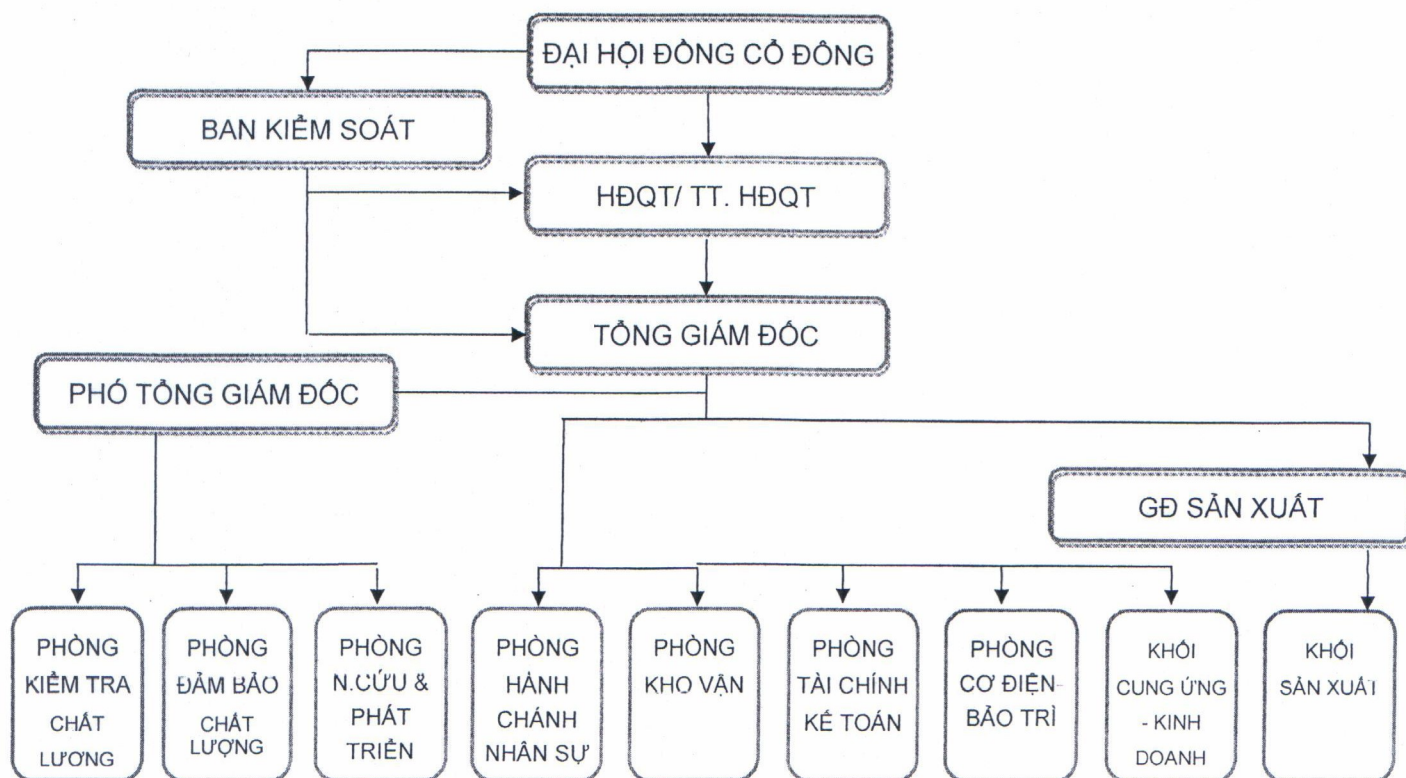 ĐẠI HỘI ĐỒNG CỔ ĐÔNG
BAN KIỂM SOÁT
HĐQT/ TT. HĐQT
TỔNG GIÁM ĐỐC
PHÓ TỔNG GIÁM ĐỐC
GĐ SẢN XUẤT
PHÒNG
KIỂM TRA
CHẤT
LƯƠNG
PHÒNG
ĐẢM BẢO
CHẤT
LƯỢNG
PHÒNG
N.CỨU &
PHÁT
TRIỂN
PHÒNG
HÀNH
CHÁNH
NHÂN SỰ
PHÒNG
KHO VẬN
PHÒNG
TÀI CHÍNH
KẾ TOÁN
PHÒNG
CƠ ĐIỆN-
BẢO TRÌ
KHỐI
CUNG ỨNG
- KINH
DOANH
KHỐI
SẢN XUẤT